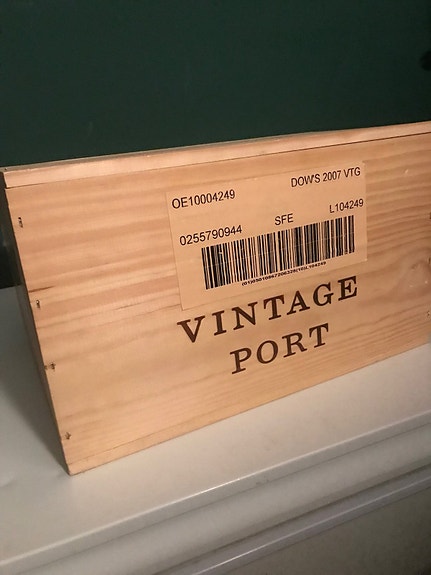 OE10004249 DOW'S 2007 VTG
0255790944 SFE L104249
VINTAGE
PORT